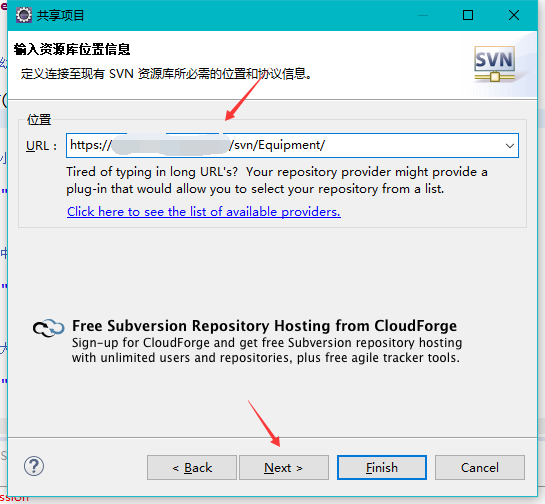 共享项目
输入资源库位置信息
定义连接至现有 SVN 资源库所必需的位置和协议信息。
SVN
位置
URL :
https:// /svn/Equipment/
Tired of typing in long URL's? Your repository provider might provide a
plug-in that would allow you to select your repository from a list.
Click here to see the list of available providers.
Free Subversion Repository Hosting from CloudForge
Sign-up for CloudForge and get free Subversion repository hosting
with unlimited users and repositories, plus free agile tracker tools.
?
< Back
Next >
Finish
Cancel